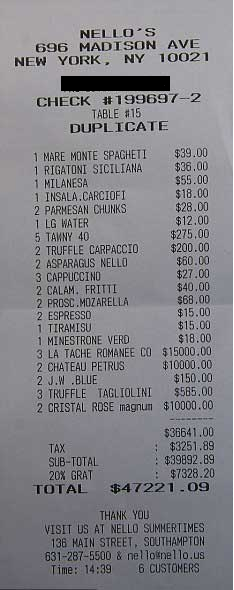 NELLO'S
696 MADISON AVE
NEW YORK, NY 10021
CHECK #199697-2
TABLE #15
DUPLICATE
1 MARE MONTE SPAGHETI $39.00
1 RIGATONI SICILIANA $36.00
1 MILANESA $55.00
1 INSALA.CARCIOFI $18.00
2 PARMESAN CHUNKS $28.00
1 LG WATER $12.00
5 TAWNY 40 $275.00
2 TRUFFLE CARPACCIO $200.00
2 ASPARAGUS NELLO $60.00
3 CAPPUCCINO $27.00
2 CALAM. FRITTI $40.00
2 PROSC.MOZARELLA $68.00
2 ESPRESSO $15.00
1 TIRAMISU $15.00
1 MINESTRONE VERD $18.00
3 LA TACHE ROMANEE CO $15000.00
2 CHATEAU PETRUS $10000.00
2 J.W .BLUE $150.00
3 TRUFFLE TAGLIOLINI $585.00
2 CRISTAL ROSE magnum $10000.00
--------
$36641.00
TAX : $3251.89
SUB-TOTAL : $39892.89
20% GRAT : $7328.20
TOTAL $47221.09
THANK YOU
VISIT US AT NELLO SUMMERTIMES
136 MAIN STREET, SOUTHAMPTON
631-287-5500 & nello@nello.us
Time: 14:39 6 CUSTOMERS